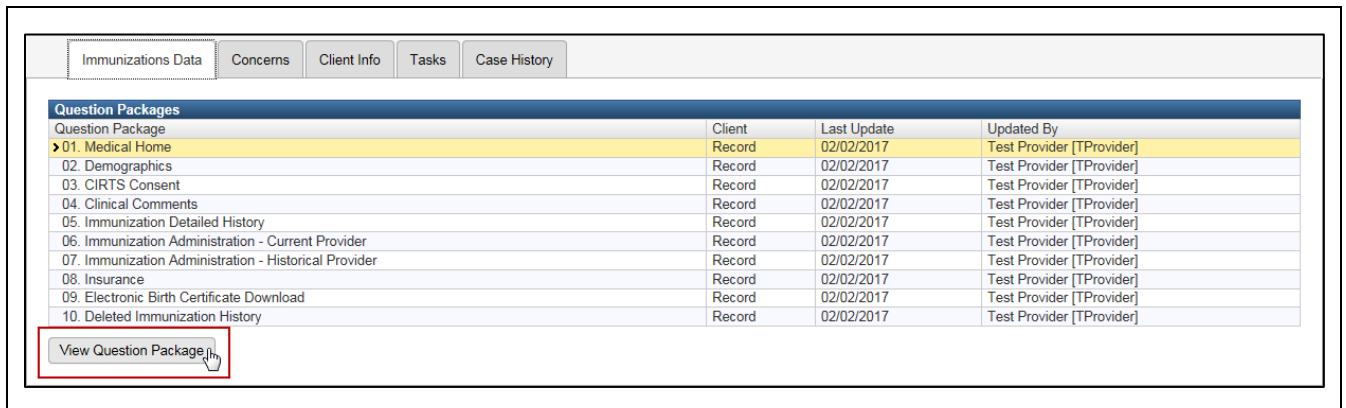 Immunizations Data Concerns Client Info Tasks Case History
Question Packages
Question Package Client Last Update Updated By
01. Medical Home Record 02/02/2017 Test Provider [TProvider]
02. Demographics Record 02/02/2017 Test Provider [TProvider]
03. CIRTS Consent Record 02/02/2017 Test Provider [TProvider]
04. Clinical Comments Record 02/02/2017 Test Provider [TProvider]
05. Immunization Detailed History Record 02/02/2017 Test Provider [TProvider]
06. Immunization Administration - Current Provider Record 02/02/2017 Test Provider [TProvider]
07. Immunization Administration - Historical Provider Record 02/02/2017 Test Provider [TProvider]
08. Insurance Record 02/02/2017 Test Provider [TProvider]
09. Electronic Birth Certificate Download Record 02/02/2017 Test Provider [TProvider]
10. Deleted Immunization History Record 02/02/2017 Test Provider [TProvider]
View Question Package